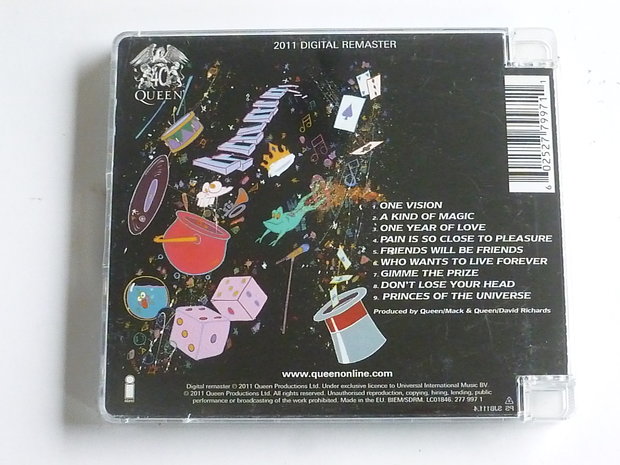 2011 DIGITAL REMASTER
40
QUEEN
6 02527 79971 1
1. ONE VISION
2. A KIND OF MAGIC
3. ONE YEAR OF LOVE
4. PAIN IS SO CLOSE TO PLEASURE
5. FRIENDS WILL BE FRIENDS
6. WHO WANTS TO LIVE FOREVER
7. GIMME THE PRIZE
8. DON'T LOSE YOUR HEAD
9. PRINCES OF THE UNIVERSE
Produced by Queen/Mack & Queen/David Richards
www.queenonline.com
Digital remaster ℗ 2011 Queen Productions Ltd. Under exclusive licence to Universal International Music BV.
© 2011 Queen Productions Ltd. All rights reserved. Unauthorised reproduction, copying, hiring, lending, public
performance or broadcasting of the work prohibited. Made in the EU. BIEM/SDRM. LC01846. 277 997 1